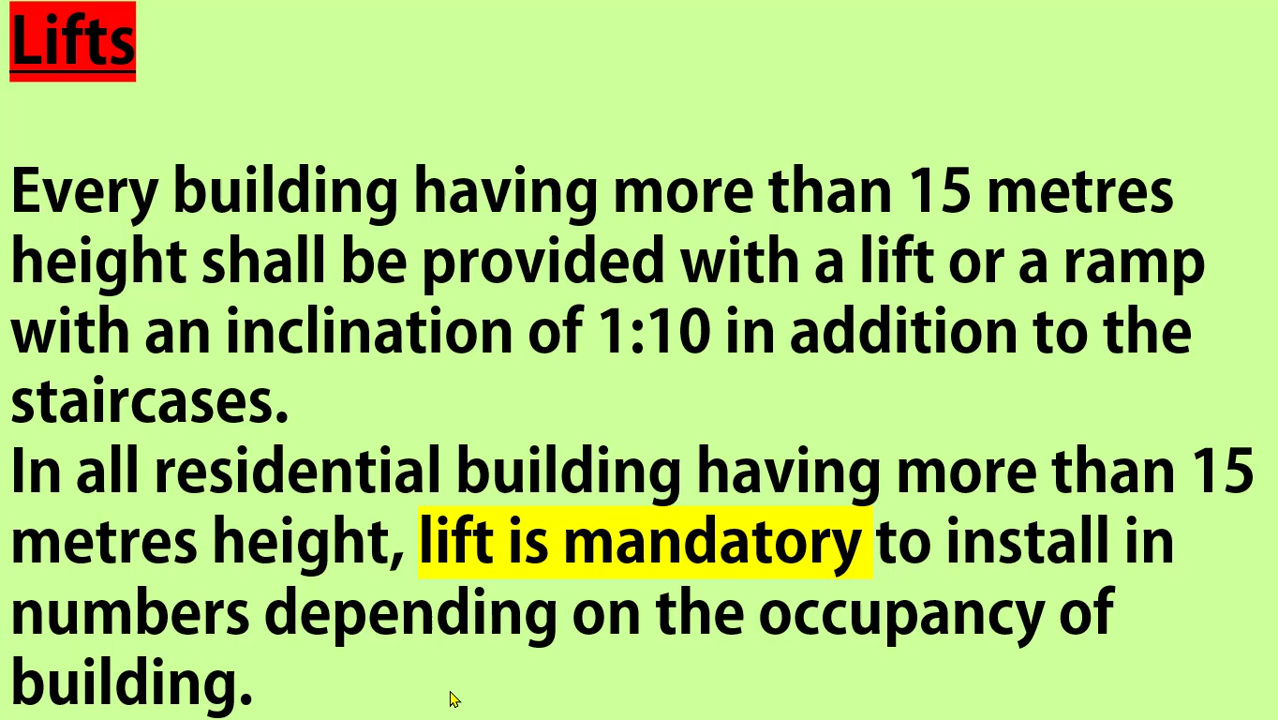 Lifts
Every building having more than 15 metres
height shall be provided with a lift or a ramp
with an inclination of 1:10 in addition to the
staircases.
In all residential building having more than 15
metres height, lift is mandatory to install in
numbers depending on the occupancy of
building.